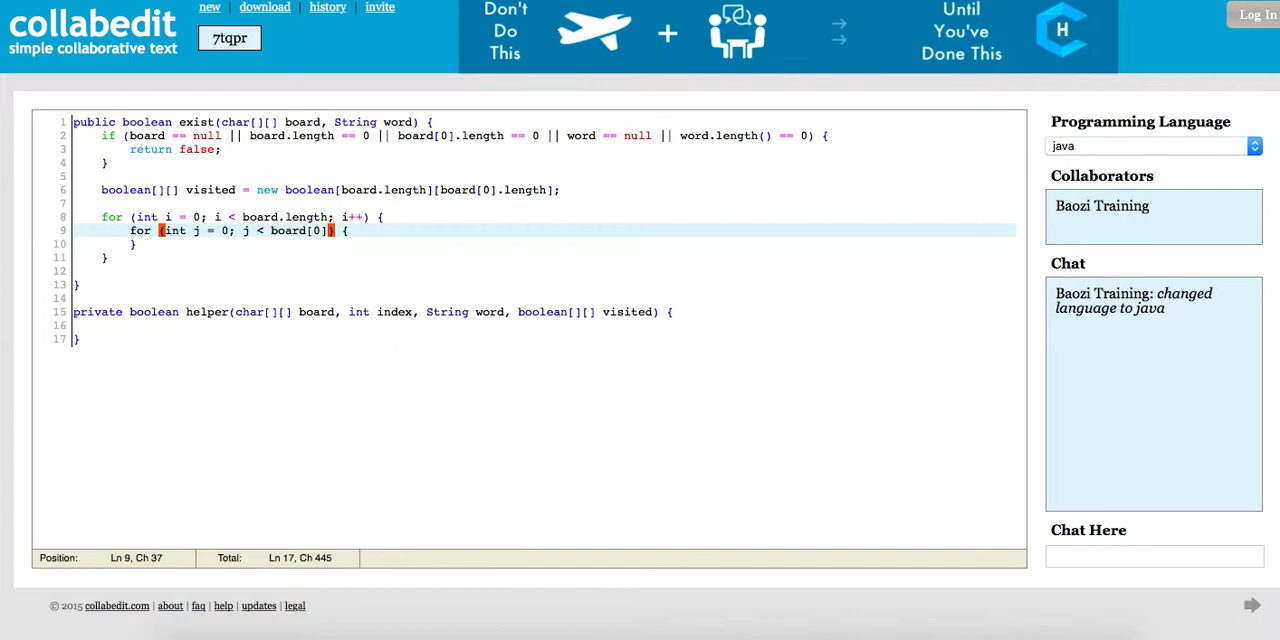 collabedit
simple collaborative text
new | download | history | invite
7tqpr
Don't
Do
This
+
Until
You've
Done This
H
Log In
1 public boolean exist(char[][] board, String word) {
2     if (board == null || board.length == 0 || board[0].length == 0 || word == null || word.length() == 0) {
3         return false;
4     }
5
6     boolean[][] visited = new boolean[board.length][board[0].length];
7
8     for (int i = 0; i < board.length; i++) {
9         for (int j = 0; j < board[0]) {
10         }
11     }
12
13 }
14
15 private boolean helper(char[][] board, int index, String word, boolean[][] visited) {
16
17 }
Position: Ln 9, Ch 37 Total: Ln 17, Ch 445
Programming Language
java
Collaborators
Baozi Training
Chat
Baozi Training: changed
language to java
Chat Here
© 2015 collabedit.com | about | faq | help | updates | legal